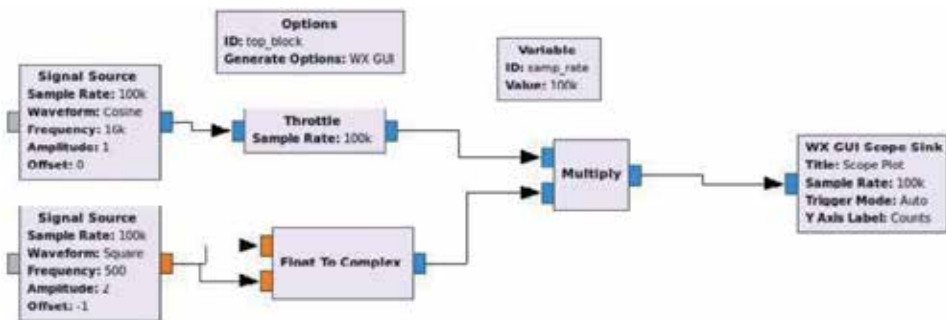 Options
ID: top_block
Generate Options: WX GUI
Variable
ID: samp_rate
Value: 100k
Signal Source
Sample Rate: 100k
Waveform: Cosine
Frequency: 16k
Amplitude: 1
Offset: 0
Throttle
Sample Rate: 100k
Multiply
WX GUI Scope Sink
Title: Scope Plot
Sample Rate: 100k
Trigger Mode: Auto
Y Axis Label: Counts
Signal Source
Sample Rate: 100k
Waveform: Square
Frequency: 500
Amplitude: 2
Offset: -1
Float To Complex